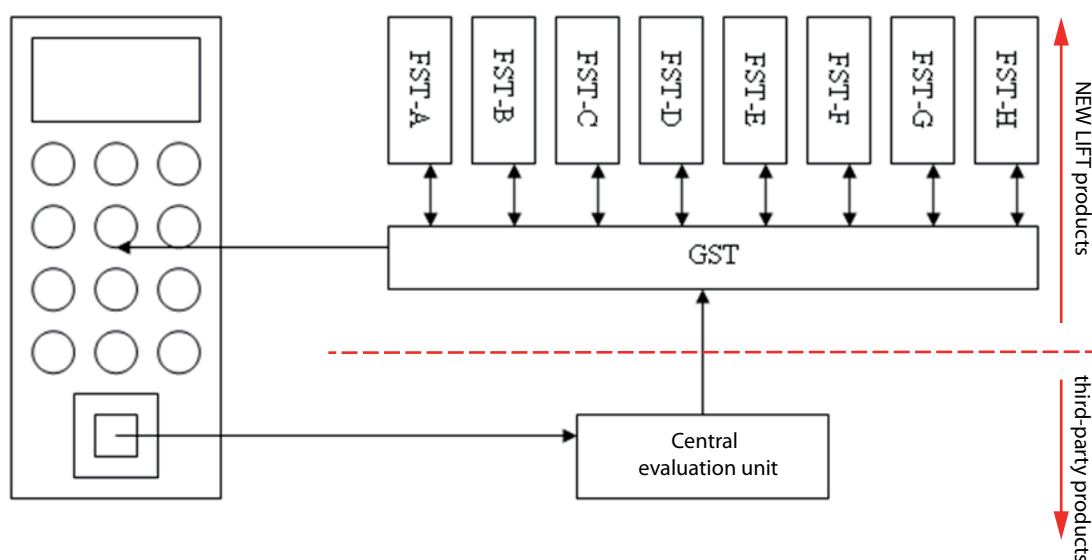 FST-A
FST-B
FST-C
FST-D
FST-E
FST-F
FST-G
FST-H
NEW LIFT products
GST
third-party products
Central
evaluation unit